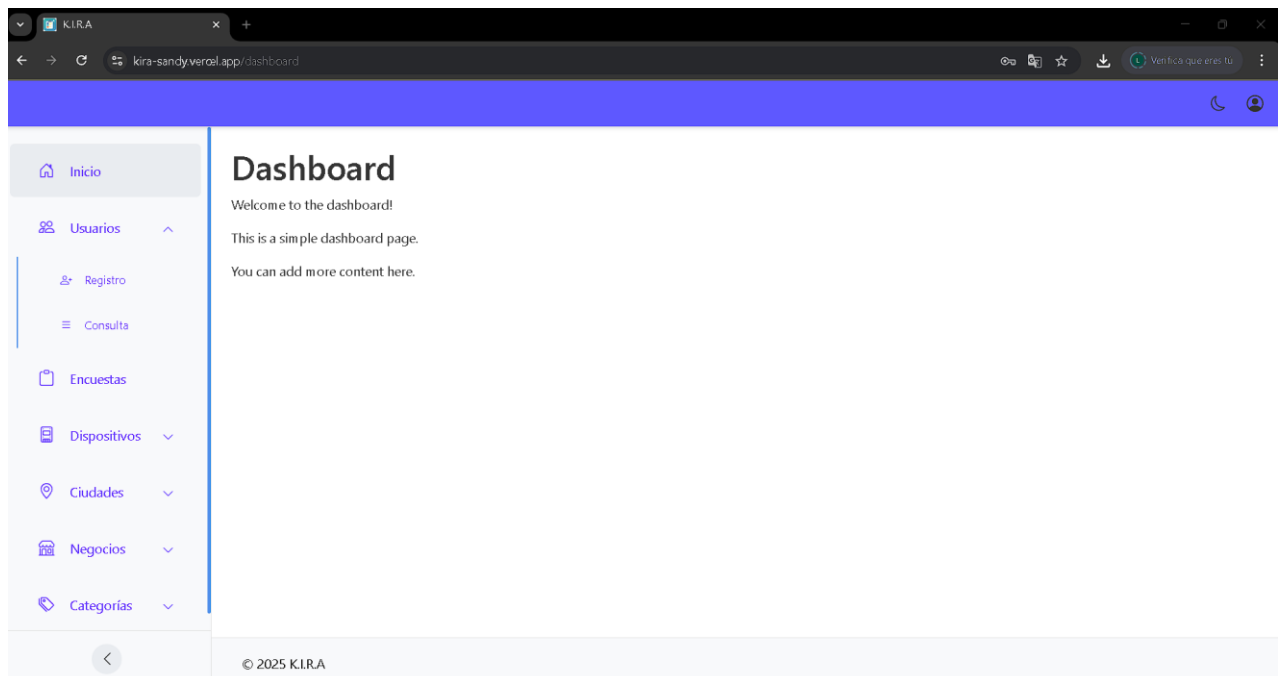 K.I.R.A
kira-sandy.vercel.app/dashboard
Verifica que eres tú
Inicio
Usuarios
Registro
Consulta
Encuestas
Dispositivos
Ciudades
Negocios
Categorías
Dashboard
Welcome to the dashboard!
This is a simple dashboard page.
You can add more content here.
© 2025 K.I.R.A